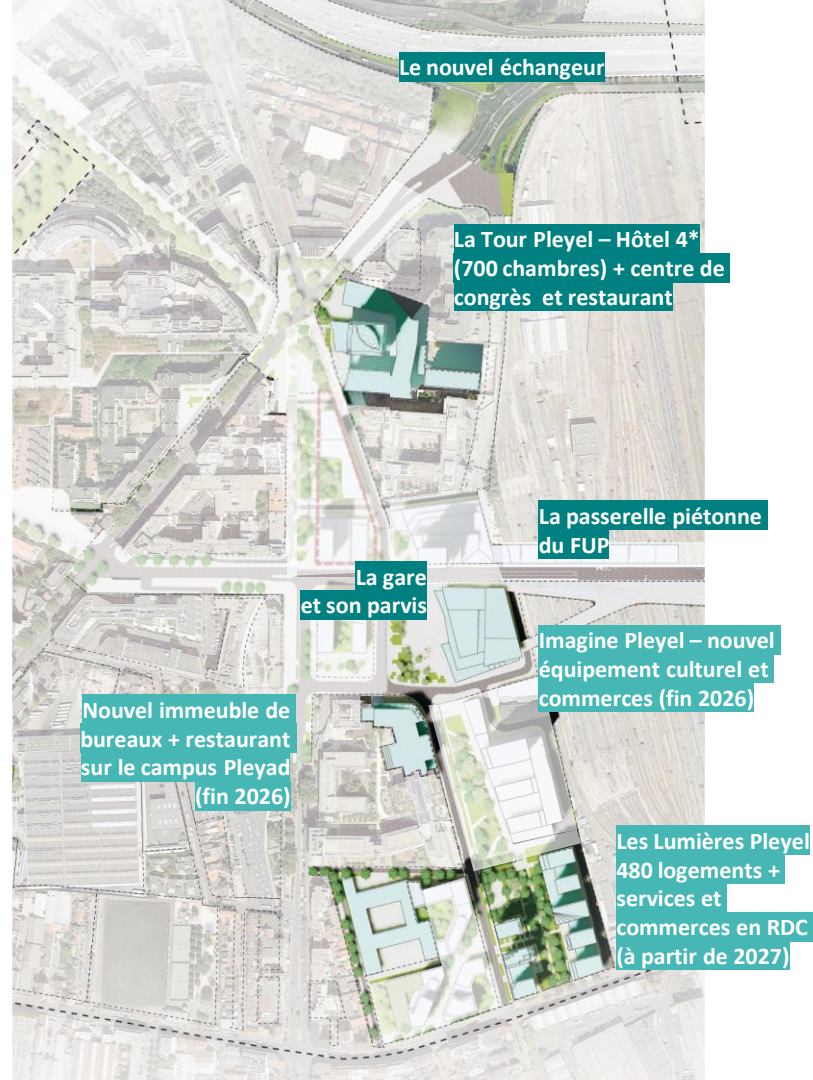 Le nouvel échangeur
La Tour Pleyel – Hôtel 4*
(700 chambres) + centre de
congrès et restaurant
La passerelle piétonne
du FUP
La gare
et son parvis
Imagine Pleyel – nouvel
équipement culturel et
commerces (fin 2026)
Nouvel immeuble de
bureaux + restaurant
sur le campus Pleyad
(fin 2026)
Les Lumières Pleyel
480 logements +
services et
commerces en RDC
(à partir de 2027)